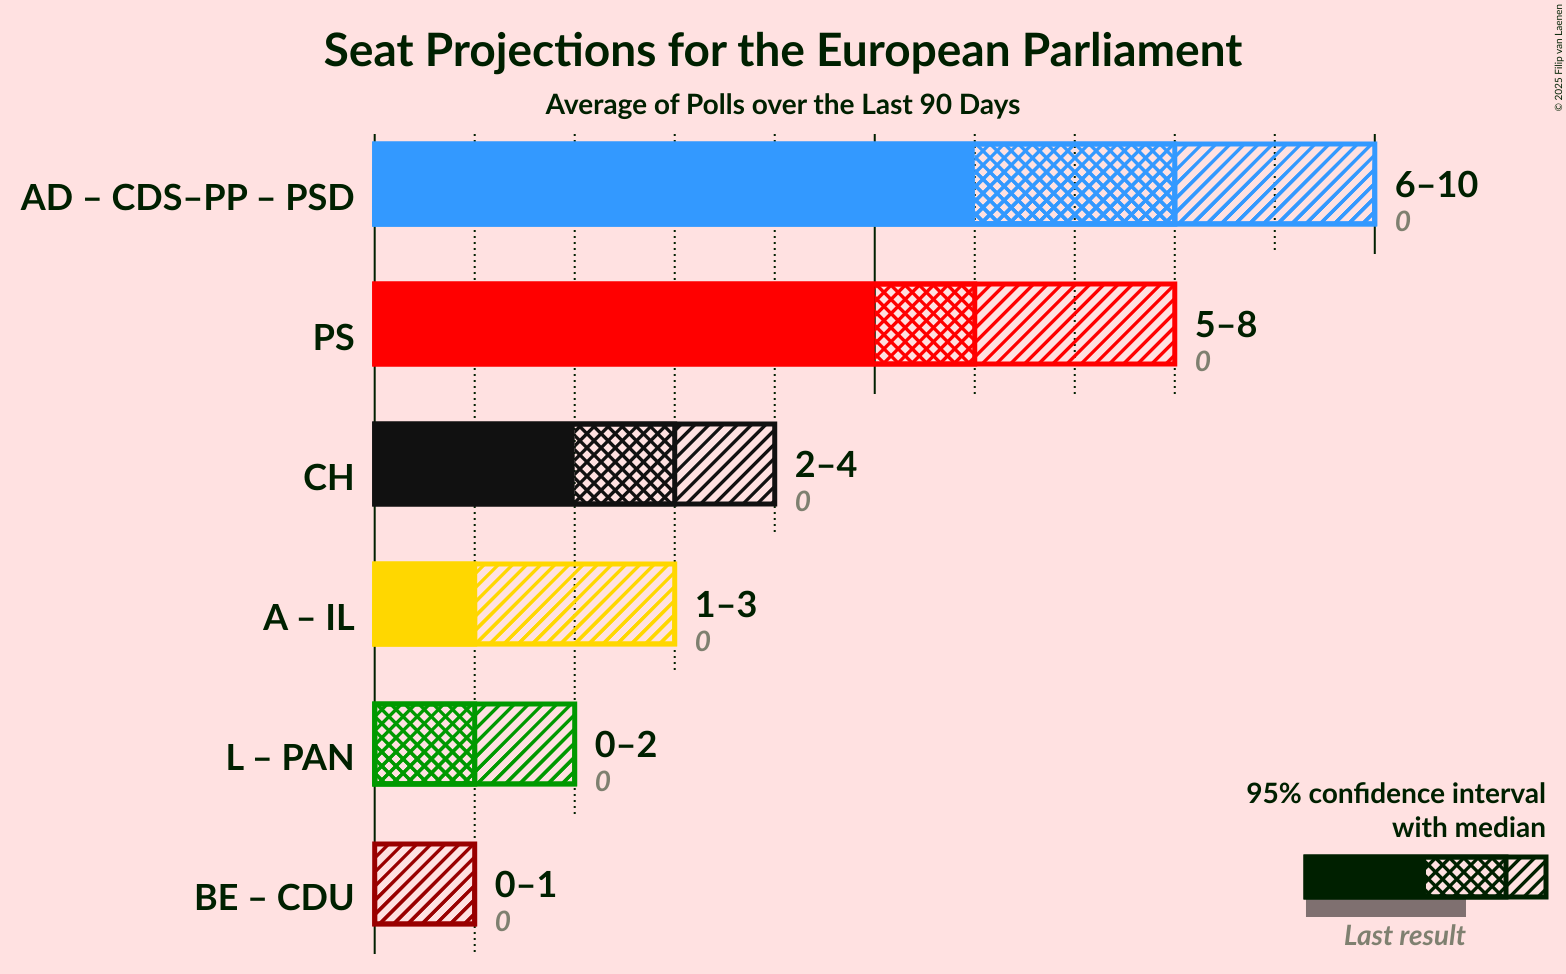 Seat Projections for the European Parliament
Average of Polls over the Last 90 Days
© 2025 Filip van Laenen
AD – CDS–PP – PSD
6–10
0
PS
5–8
0
CH
2–4
0
A – IL
1–3
0
L – PAN
0–2
0
BE – CDU
0–1
0
95% confidence interval
with median
Last result